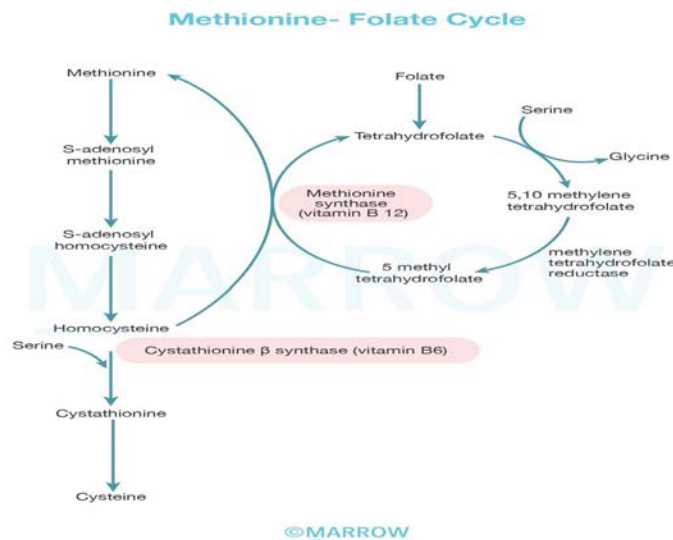 Methionine- Folate Cycle
Methionine
Folate
Serine
Tetrahydrofolate
Glycine
S-adenosyl
methionine
Methionine
synthase
(vitamin B 12)
5,10 methylene
tetrahydrofolate
S-adenosyl
homocysteine
methylene
tetrahydrofolate
reductase
5 methyl
tetrahydrofolate
MARROW
Homocysteine
Serine
Cystathionine β synthase (vitamin B6)
Cystathionine
Cysteine
©MARROW